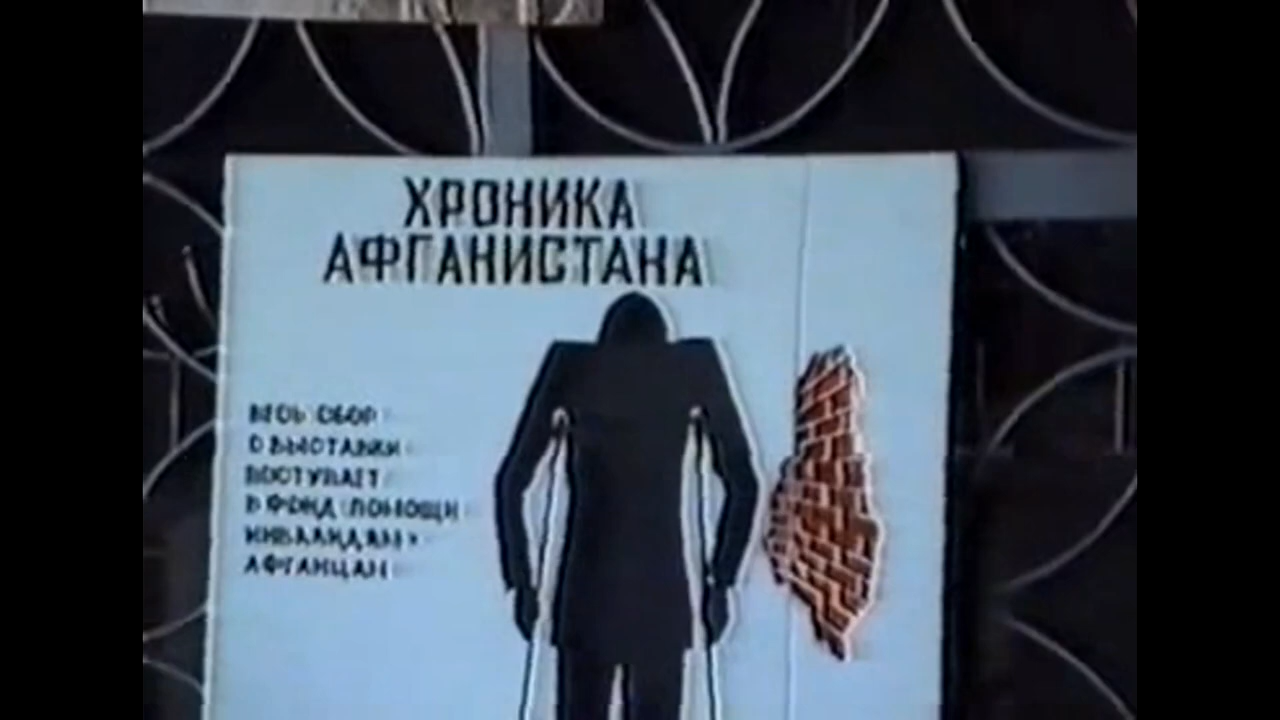 ХРОНИКА
АФГАНИСТАНА
ВЕСЬ СБОР
С ВЫСТАВКИ
ПОСТУПАЕТ
В ФОНД ПОМОЩИ
ИНВАЛИДАМ-
АФГАНЦАМ